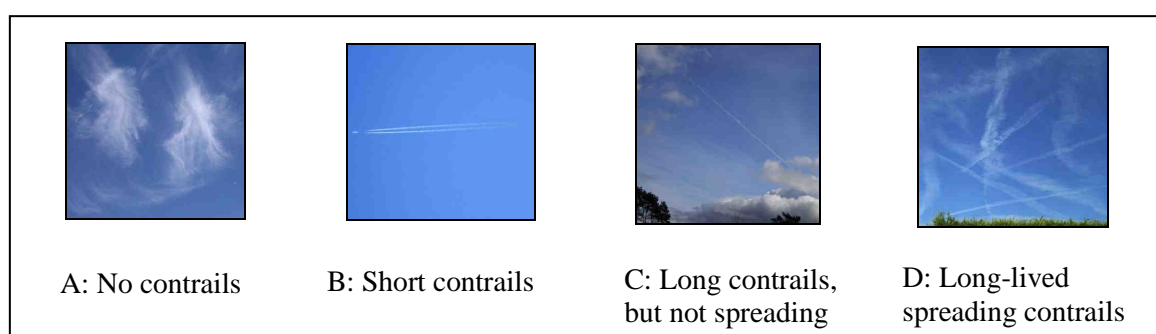 A: No contrails
B: Short contrails
C: Long contrails,
but not spreading
D: Long-lived
spreading contrails